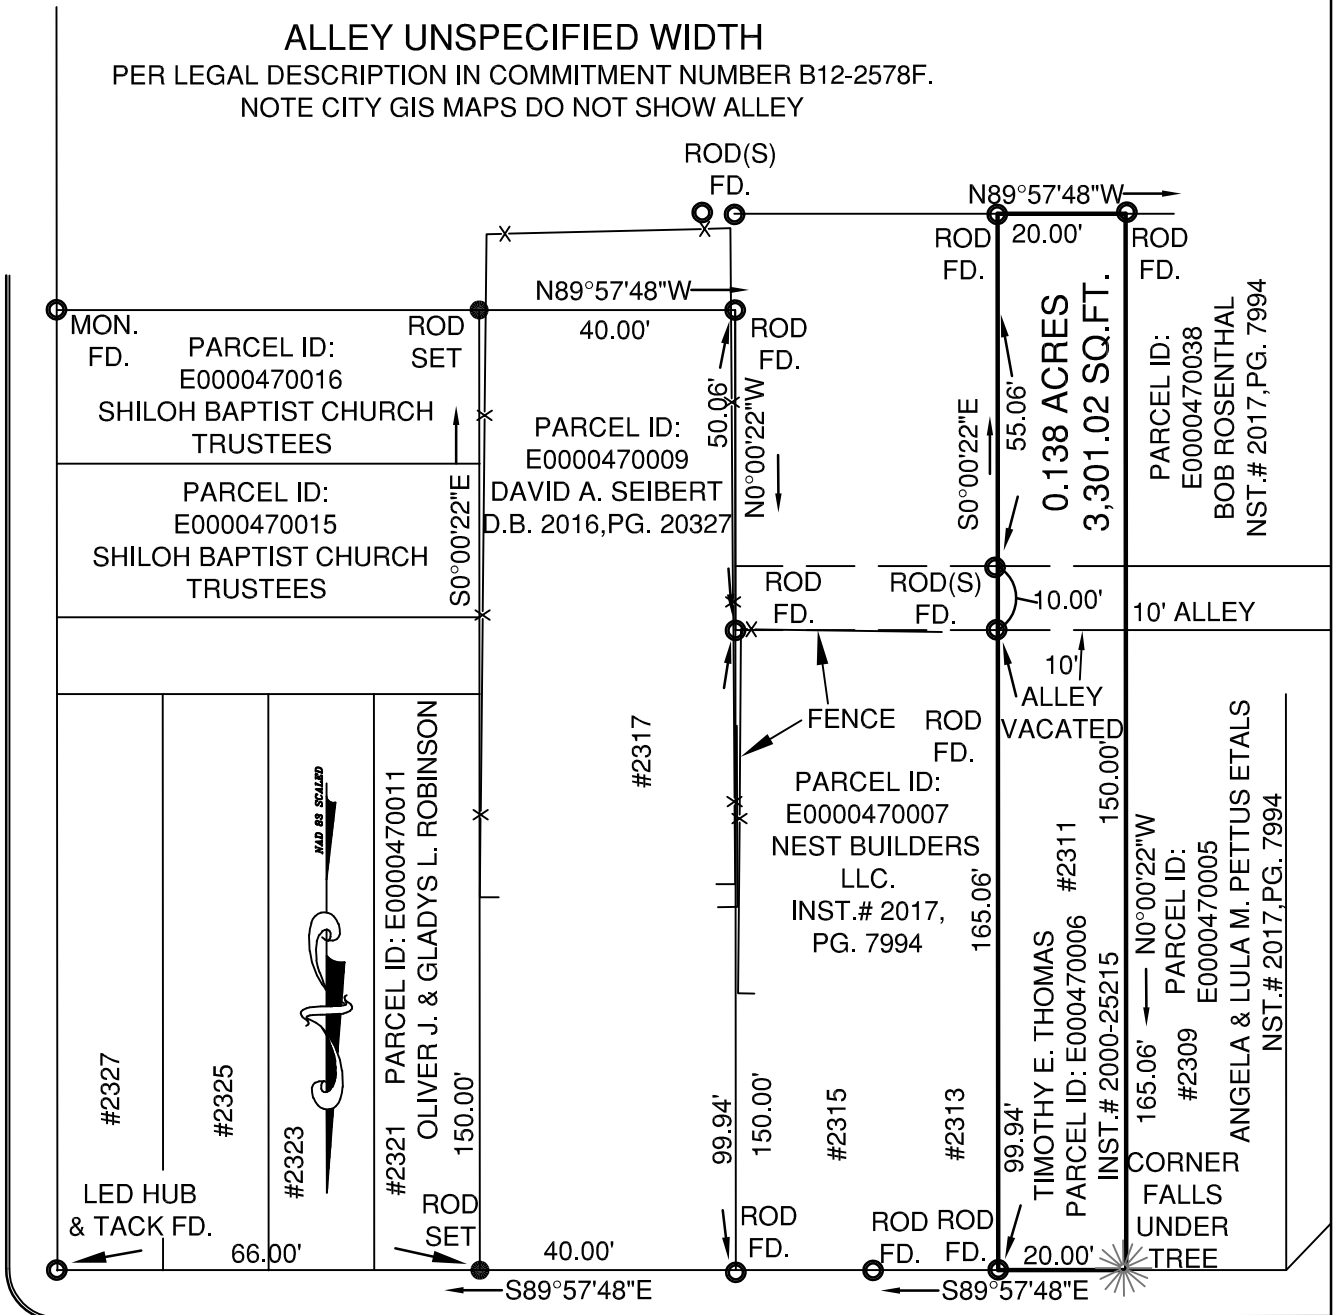 ALLEY UNSPECIFIED WIDTH
PER LEGAL DESCRIPTION IN COMMITMENT NUMBER B12-2578F.
NOTE CITY GIS MAPS DO NOT SHOW ALLEY
ROD(S)
FD.
N89°57'48"W
20.00'
ROD
FD.
ROD
FD.
N89°57'48"W
40.00'
MON.
FD.
ROD
SET
ROD
FD.
PARCEL ID:
E0000470016
SHILOH BAPTIST CHURCH
TRUSTEES
PARCEL ID:
E0000470015
SHILOH BAPTIST CHURCH
TRUSTEES
S0°00'22"E
PARCEL ID:
E0000470009
DAVID A. SEIBERT
D.B. 2016,PG. 20327
50.06'
N0°00'22"W
S0°00'22"E
55.06'
0.138 ACRES
3,301.02 SQ.FT.
PARCEL ID:
E0000470038
BOB ROSENTHAL
NST.# 2017,PG. 7994
ROD
FD.
ROD(S)
FD.
10.00'
10' ALLEY
10'
ALLEY
VACATED
FENCE
ROD
FD.
#2317
PARCEL ID:
E0000470007
NEST BUILDERS
LLC.
INST.# 2017,
PG. 7994
NAD 83 SCALED
#2327
#2325
#2323
#2321
PARCEL ID: E0000470011
OLIVER J. & GLADYS L. ROBINSON
150.00'
99.94'
150.00'
#2315
#2313
165.06'
99.94'
TIMOTHY E. THOMAS
#2311
PARCEL ID: E000470006
INST.# 2000-25215
150.00'
165.06'
N0°00'22"W
PARCEL ID:
E0000470005
#2309
ANGELA & LULA M. PETTUS ETALS
NST.# 2017,PG. 7994
CORNER
FALLS
UNDER
TREE
LED HUB
& TACK FD.
66.00'
ROD
SET
40.00'
ROD
FD.
ROD
FD.
ROD
FD.
20.00'
S89°57'48"E
S89°57'48"E